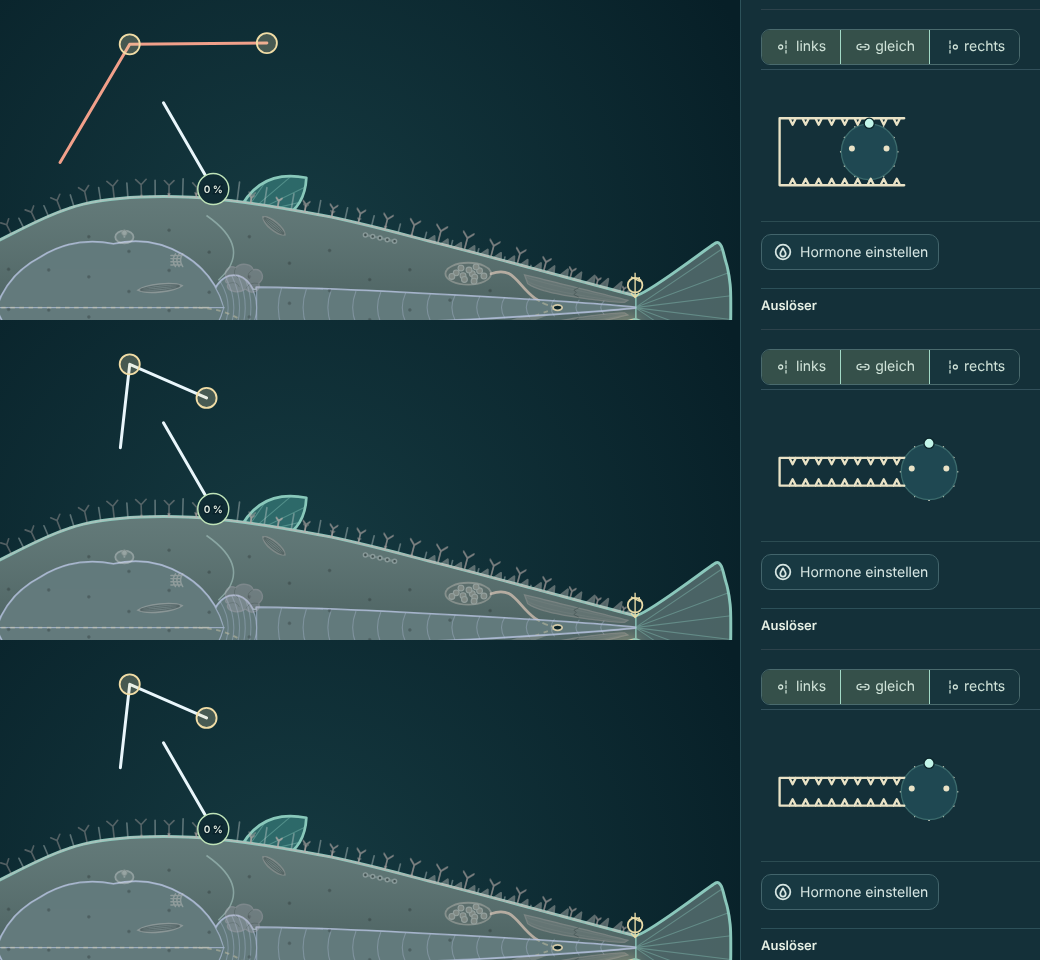 links gleich rechts
0 %
Hormone einstellen
Auslöser
links gleich rechts
0 %
Hormone einstellen
Auslöser
links gleich rechts
0 %
Hormone einstellen
Auslöser